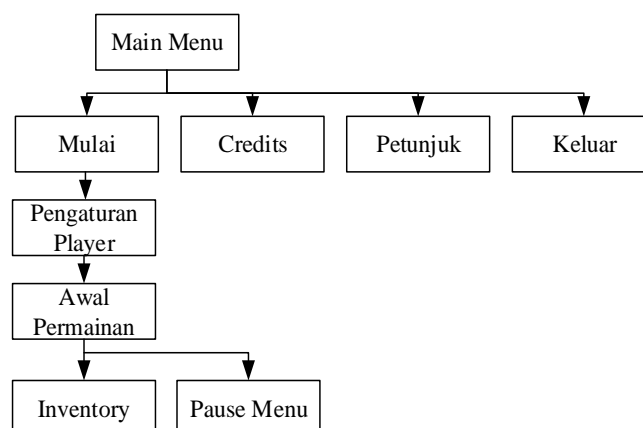 Main Menu
Mulai
Credits
Petunjuk
Keluar
Pengaturan
Player
Awal
Permainan
Inventory
Pause Menu